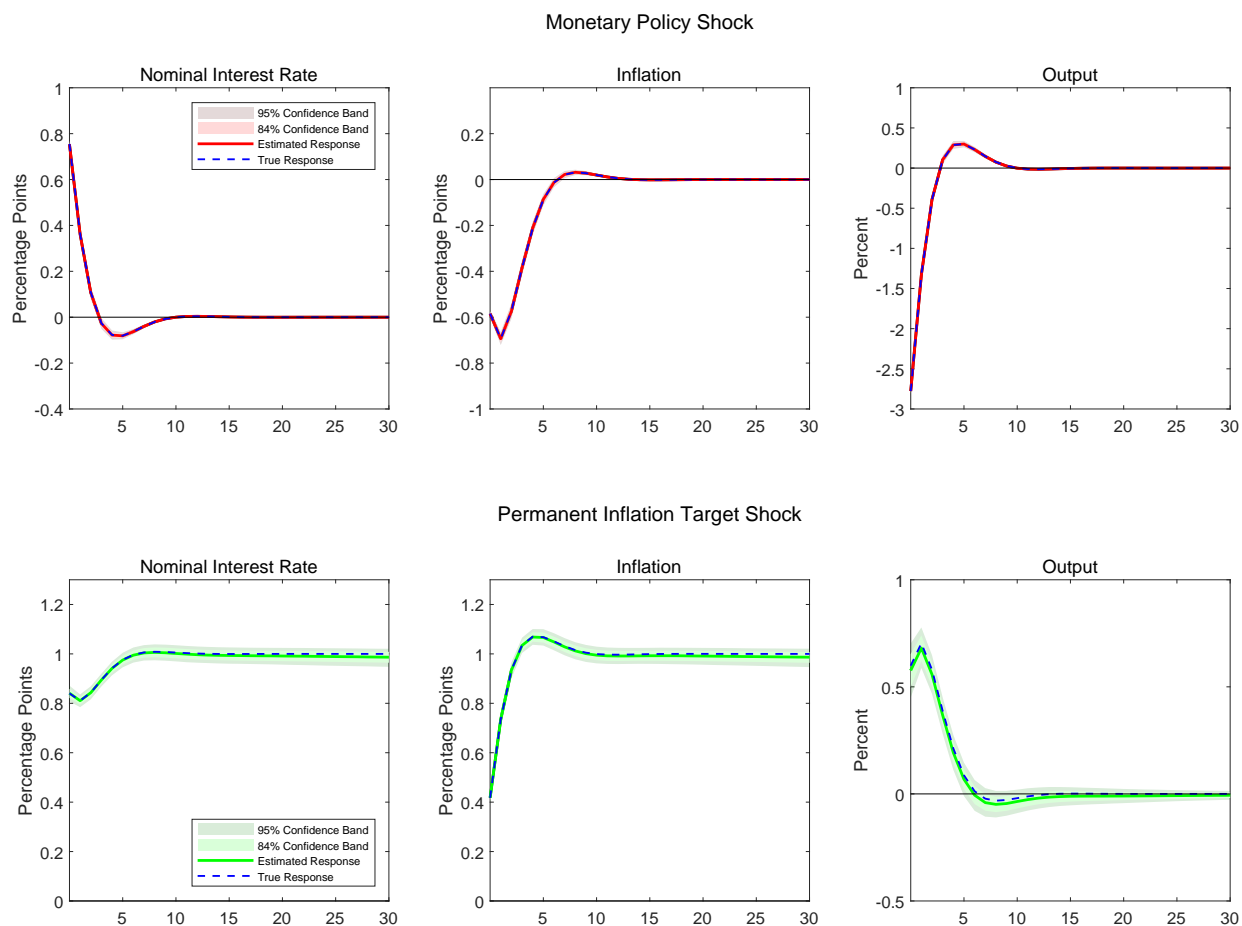 Monetary Policy Shock
Nominal Interest Rate
Percentage Points
1
0.8
0.6
0.4
0.2
0
-0.2
-0.4
5 10 15 20 25 30
95% Confidence Band
84% Confidence Band
Estimated Response
True Response
Inflation
Percentage Points
0.2
0
-0.2
-0.4
-0.6
-0.8
-1
5 10 15 20 25 30
Output
Percent
1
0.5
0
-0.5
-1
-1.5
-2
-2.5
-3
5 10 15 20 25 30
Permanent Inflation Target Shock
Nominal Interest Rate
Percentage Points
1.2
1
0.8
0.6
0.4
0.2
0
5 10 15 20 25 30
95% Confidence Band
84% Confidence Band
Estimated Response
True Response
Inflation
Percentage Points
1.2
1
0.8
0.6
0.4
0.2
0
5 10 15 20 25 30
Output
Percent
1
0.5
0
-0.5
5 10 15 20 25 30